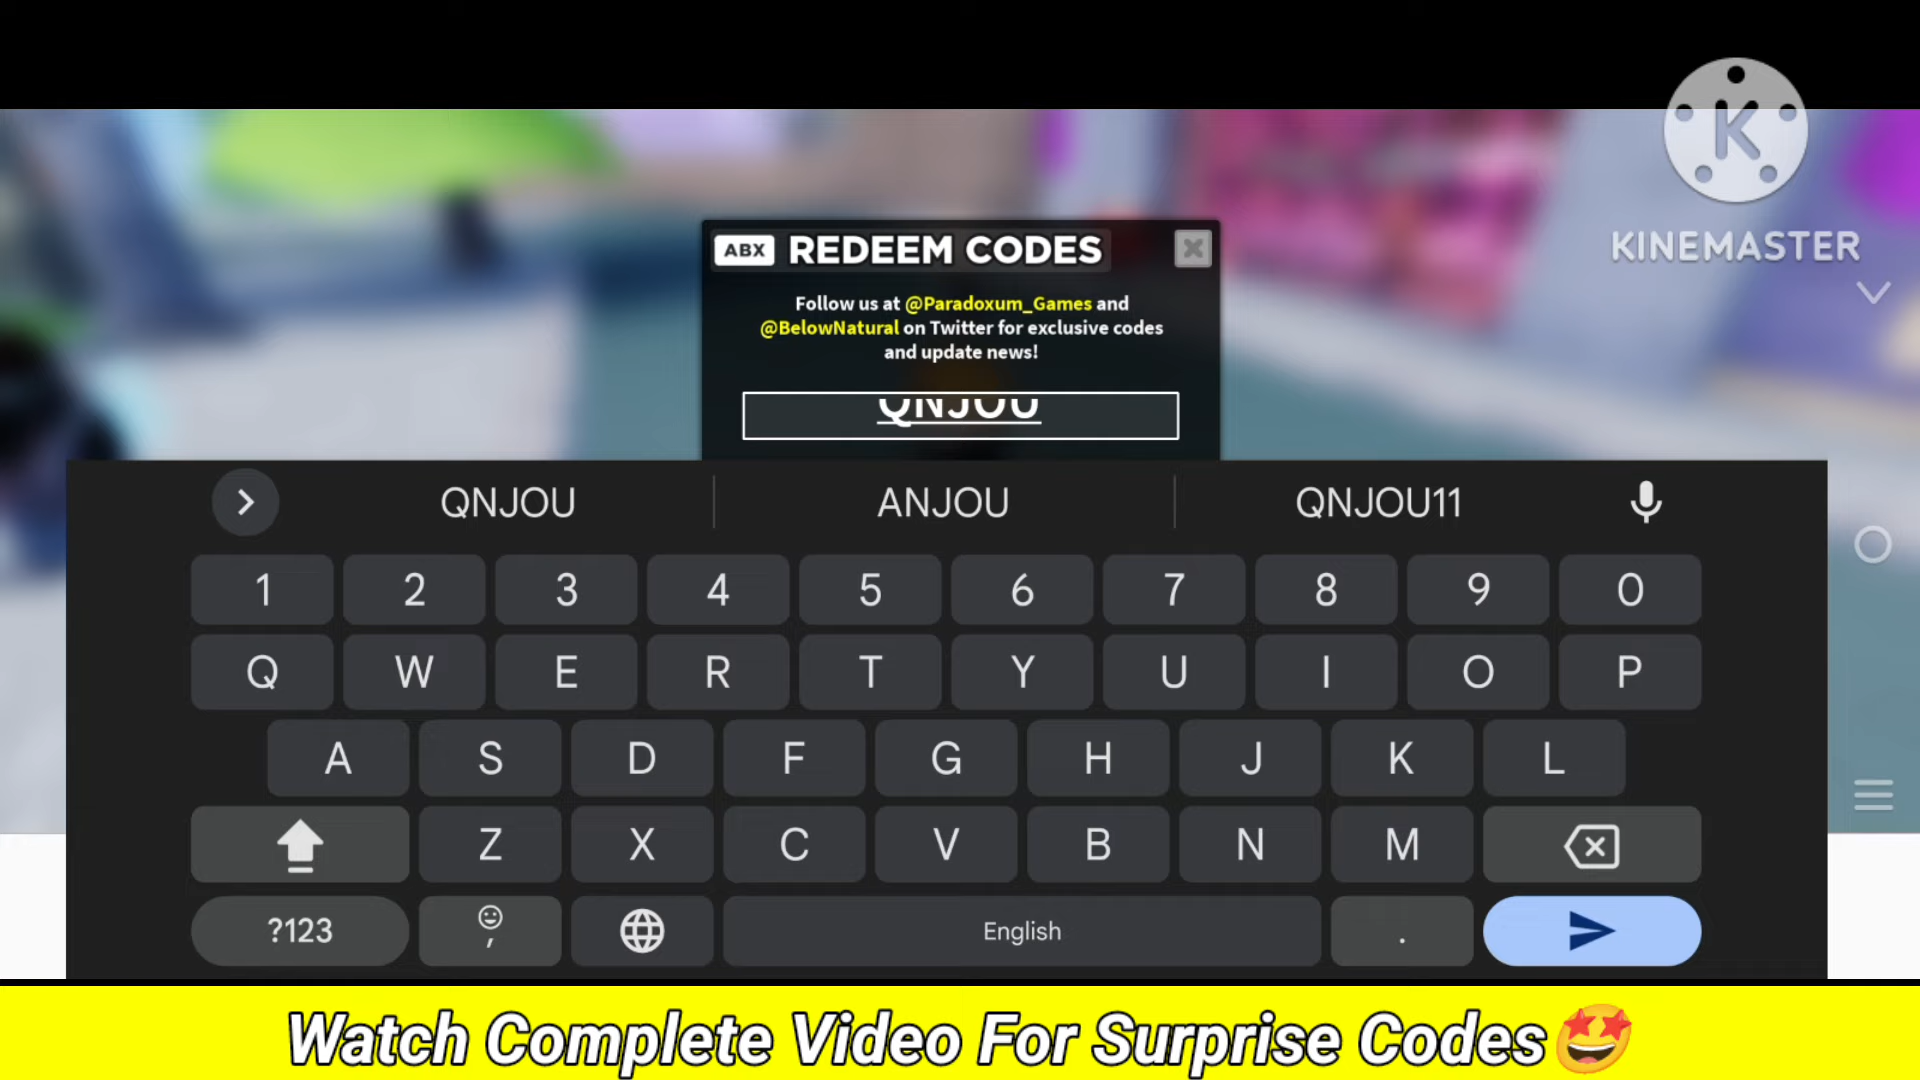 K
KINEMASTER
ABX REDEEM CODES
Follow us at @Paradoxum_Games and
@BelowNatural on Twitter for exclusive codes
and update news!
QNJOU
QNJOU ANJOU QNJOU11
1 2 3 4 5 6 7 8 9 0
Q W E R T Y U I O P
A S D F G H J K L
Z X C V B N M
?123 , English .
Watch Complete Video For Surprise Codes🤩